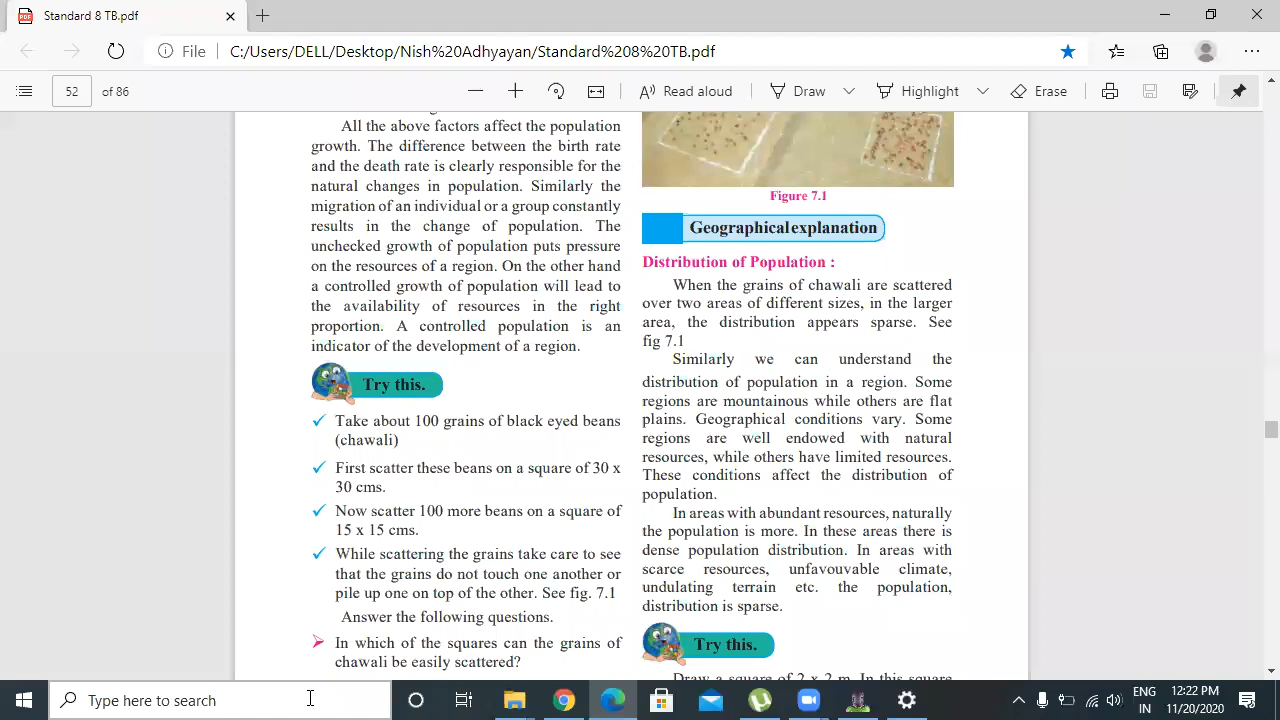 Standard 8 TB.pdf
File
C:/Users/DELL/Desktop/Nish%20Adhyayan/Standard%208%20TB.pdf
52
of 86
Read aloud
Draw
Highlight
Erase
All the above factors affect the population
growth. The difference between the birth rate
and the death rate is clearly responsible for the
natural changes in population. Similarly the
migration of an individual or a group constantly
results in the change of population. The
unchecked growth of population puts pressure
on the resources of a region. On the other hand
a controlled growth of population will lead to
the availability of resources in the right
proportion. A controlled population is an
indicator of the development of a region.
Try this.
✓ Take about 100 grains of black eyed beans
(chawali)
✓ First scatter these beans on a square of 30 x
30 cms.
✓ Now scatter 100 more beans on a square of
15 x 15 cms.
✓ While scattering the grains take care to see
that the grains do not touch one another or
pile up one on top of the other. See fig. 7.1
Answer the following questions.
➢ In which of the squares can the grains of
chawali be easily scattered?
Figure 7.1
Geographical explanation
Distribution of Population :
When the grains of chawali are scattered
over two areas of different sizes, in the larger
area, the distribution appears sparse. See
fig 7.1
Similarly we can understand the
distribution of population in a region. Some
regions are mountainous while others are flat
plains. Geographical conditions vary. Some
regions are well endowed with natural
resources, while others have limited resources.
These conditions affect the distribution of
population.
In areas with abundant resources, naturally
the population is more. In these areas there is
dense population distribution. In areas with
scarce resources, unfavouvable climate,
undulating terrain etc. the population,
distribution is sparse.
Try this.
Draw a square of 2 x 2 m. In this square
Type here to search
ENG
IN
12:22 PM
11/20/2020